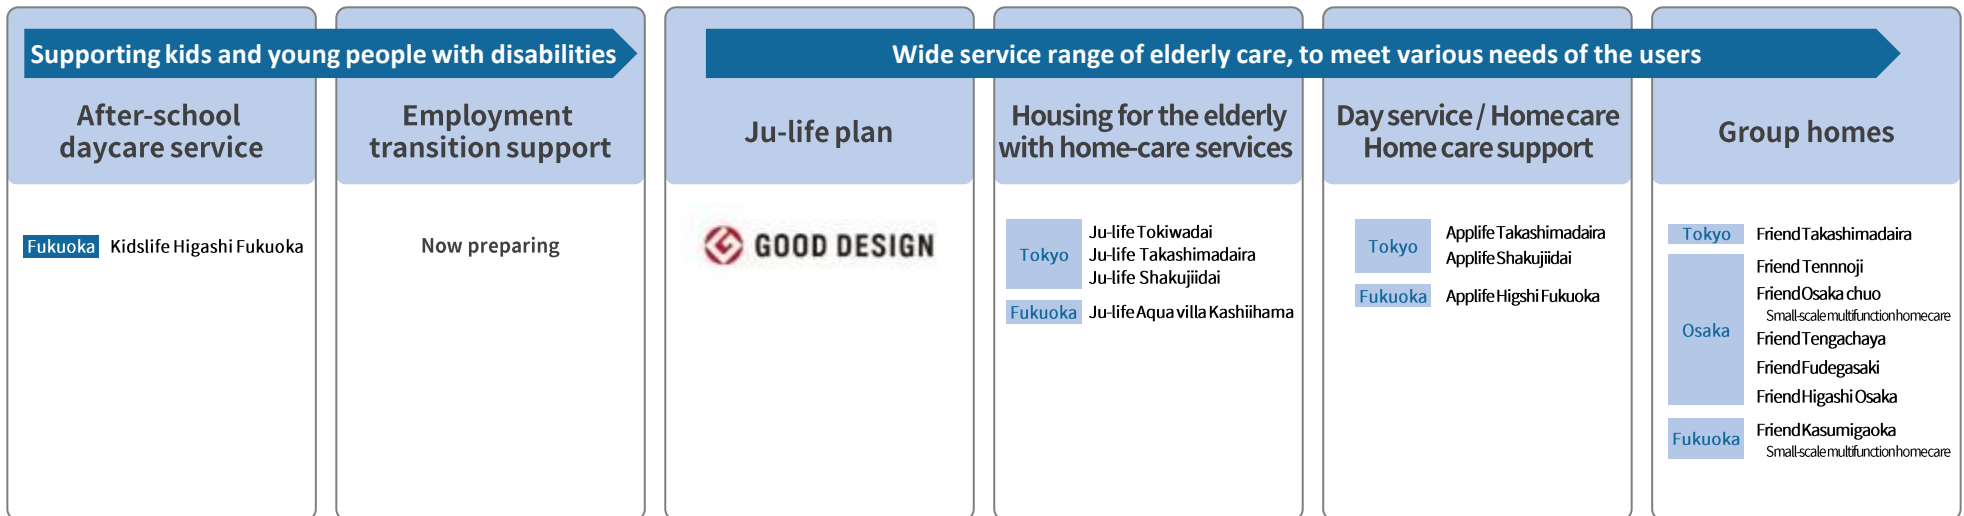 Supporting kids and young people with disabilities
Wide service range of elderly care, to meet various needs of the users
After-school
daycare service
Fukuoka Kidslife Higashi Fukuoka
Employment
transition support
Now preparing
Ju-life plan
GOOD DESIGN
Housing for the elderly
with home-care services
Tokyo
Ju-life Tokiwadai
Ju-life Takashimadaira
Ju-life Shakujiidai
Fukuoka Ju-life Aqua villa Kashiihama
Day service / Home care
Home care support
Tokyo
Applife Takashimadaira
Applife Shakujiidai
Fukuoka Applife Higshi Fukuoka
Group homes
Tokyo Friend Takashimadaira
Osaka
Friend Tennnoji
Friend Osaka chuo
Small-scale multifunction homecare
Friend Tengachaya
Friend Fudegasaki
Friend Higashi Osaka
Fukuoka
Friend Kasumigaoka
Small-scale multifunction homecare